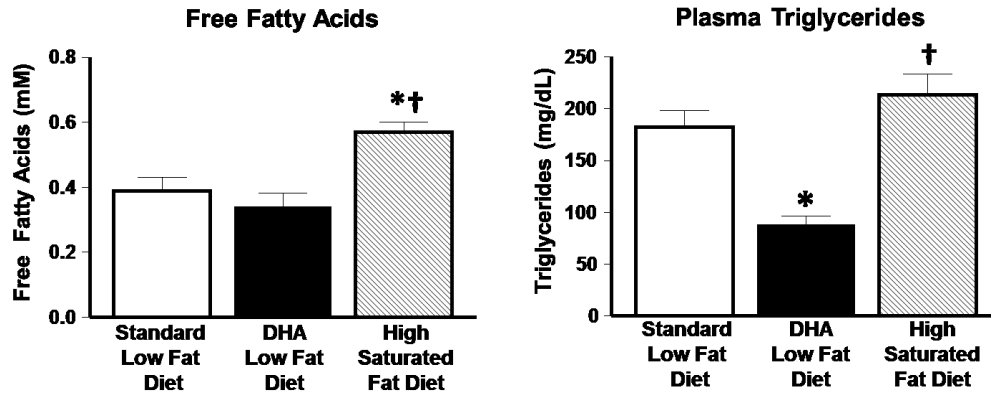 Free Fatty Acids
Free Fatty Acids (mM)
0.8
0.6
0.4
0.2
0.0
*†
Standard
Low Fat
Diet
DHA
Low Fat
Diet
High
Saturated
Fat Diet
Plasma Triglycerides
Triglycerides (mg/dL)
250
200
150
100
50
0
*
†
Standard
Low Fat
Diet
DHA
Low Fat
Diet
High
Saturated
Fat Diet